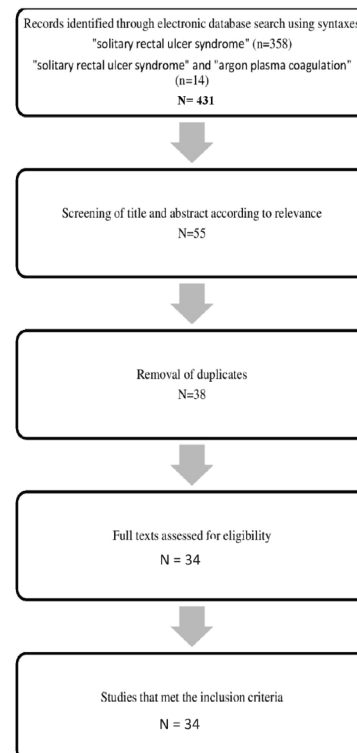 Records identified through electronic database search using syntaxes
"solitary rectal ulcer syndrome" (n=358)
"solitary rectal ulcer syndrome" and "argon plasma coagulation"
(n=14)
N= 431
Screening of title and abstract according to relevance
N=55
Removal of duplicates
N=38
Full texts assessed for eligibility
N = 34
Studies that met the inclusion criteria
N = 34